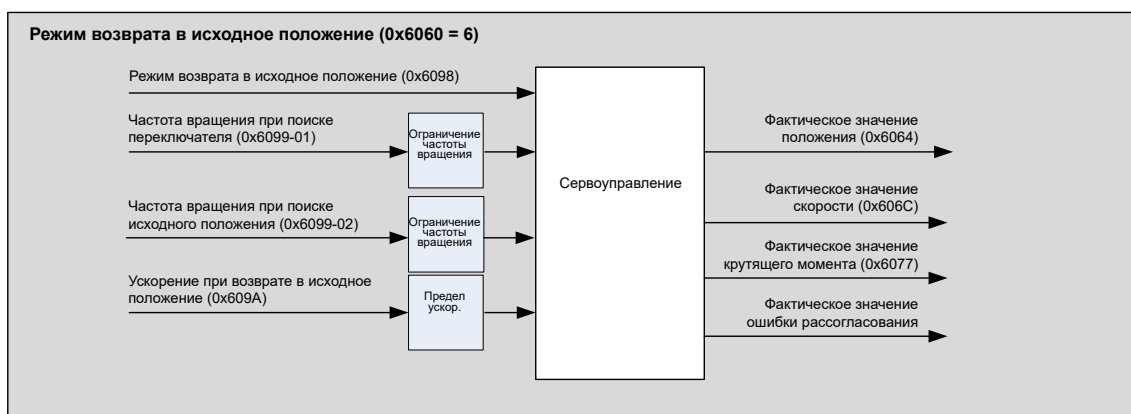 Режим возврата в исходное положение (0x6060 = 6)
Режим возврата в исходное положение (0x6098)
Частота вращения при поиске
переключателя (0x6099-01)
Ограничение
частоты
вращения
Частота вращения при поиске
исходного положения (0x6099-02)
Ограничение
частоты
вращения
Ускорение при возврате в исходное
положение (0x609A)
Предел
ускор.
Сервоуправление
Фактическое значение
положения (0x6064)
Фактическое значение
скорости (0x606C)
Фактическое значение
крутящего момента (0x6077)
Фактическое значение
ошибки рассогласования